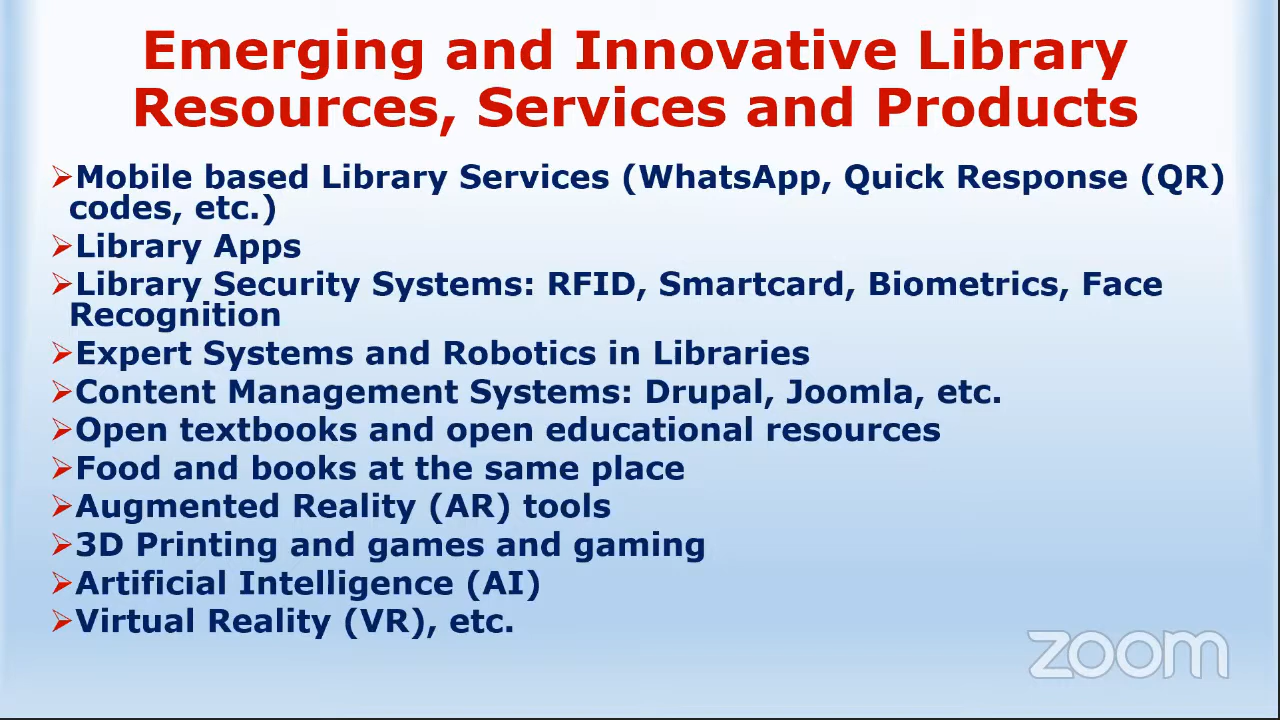 Emerging and Innovative Library
Resources, Services and Products
➢Mobile based Library Services (WhatsApp, Quick Response (QR)
codes, etc.)
➢Library Apps
➢Library Security Systems: RFID, Smartcard, Biometrics, Face
Recognition
➢Expert Systems and Robotics in Libraries
➢Content Management Systems: Drupal, Joomla, etc.
➢Open textbooks and open educational resources
➢Food and books at the same place
➢Augmented Reality (AR) tools
➢3D Printing and games and gaming
➢Artificial Intelligence (AI)
➢Virtual Reality (VR), etc.
zoom